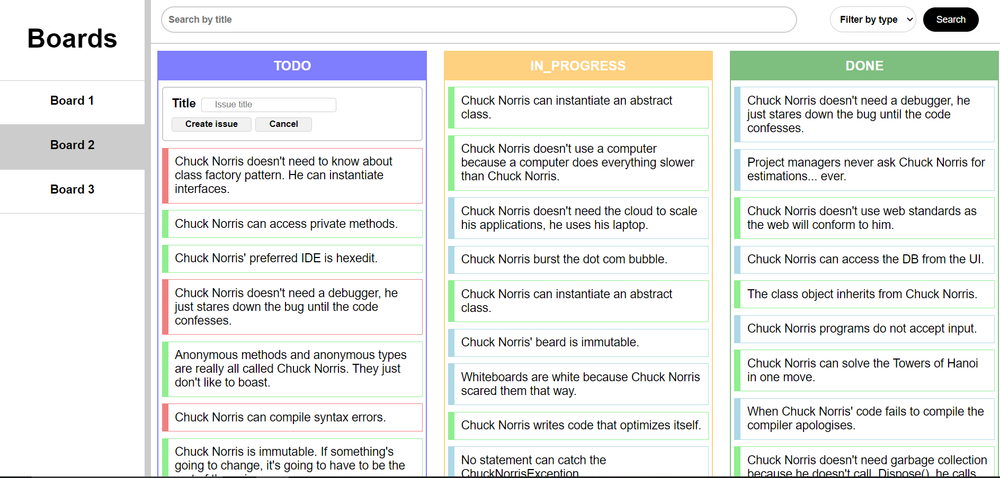 Boards
Board 1
Board 2
Board 3
Search by title
Filter by type
Search
TODO
Title
Issue title
Create issue
Cancel
Chuck Norris doesn't need to know about
class factory pattern. He can instantiate
interfaces.
Chuck Norris can access private methods.
Chuck Norris' preferred IDE is hexedit.
Chuck Norris doesn't need a debugger, he
just stares down the bug until the code
confesses.
Anonymous methods and anonymous types
are really all called Chuck Norris. They just
don't like to boast.
Chuck Norris can compile syntax errors.
Chuck Norris is immutable. If something's
going to change, it's going to have to be the
IN_PROGRESS
Chuck Norris can instantiate an abstract
class.
Chuck Norris doesn't use a computer
because a computer does everything slower
than Chuck Norris.
Chuck Norris doesn't need the cloud to scale
his applications, he uses his laptop.
Chuck Norris burst the dot com bubble.
Chuck Norris can instantiate an abstract
class.
Chuck Norris' beard is immutable.
Whiteboards are white because Chuck Norris
scared them that way.
Chuck Norris writes code that optimizes itself.
No statement can catch the
ChuckNorrisException
DONE
Chuck Norris doesn't need a debugger, he
just stares down the bug until the code
confesses.
Project managers never ask Chuck Norris for
estimations... ever.
Chuck Norris doesn't use web standards as
the web will conform to him.
Chuck Norris can access the DB from the UI.
The class object inherits from Chuck Norris.
Chuck Norris programs do not accept input.
Chuck Norris can solve the Towers of Hanoi
in one move.
When Chuck Norris' code fails to compile the
compiler apologises.
Chuck Norris doesn't need garbage collection
because he doesn't call .Dispose(), he calls